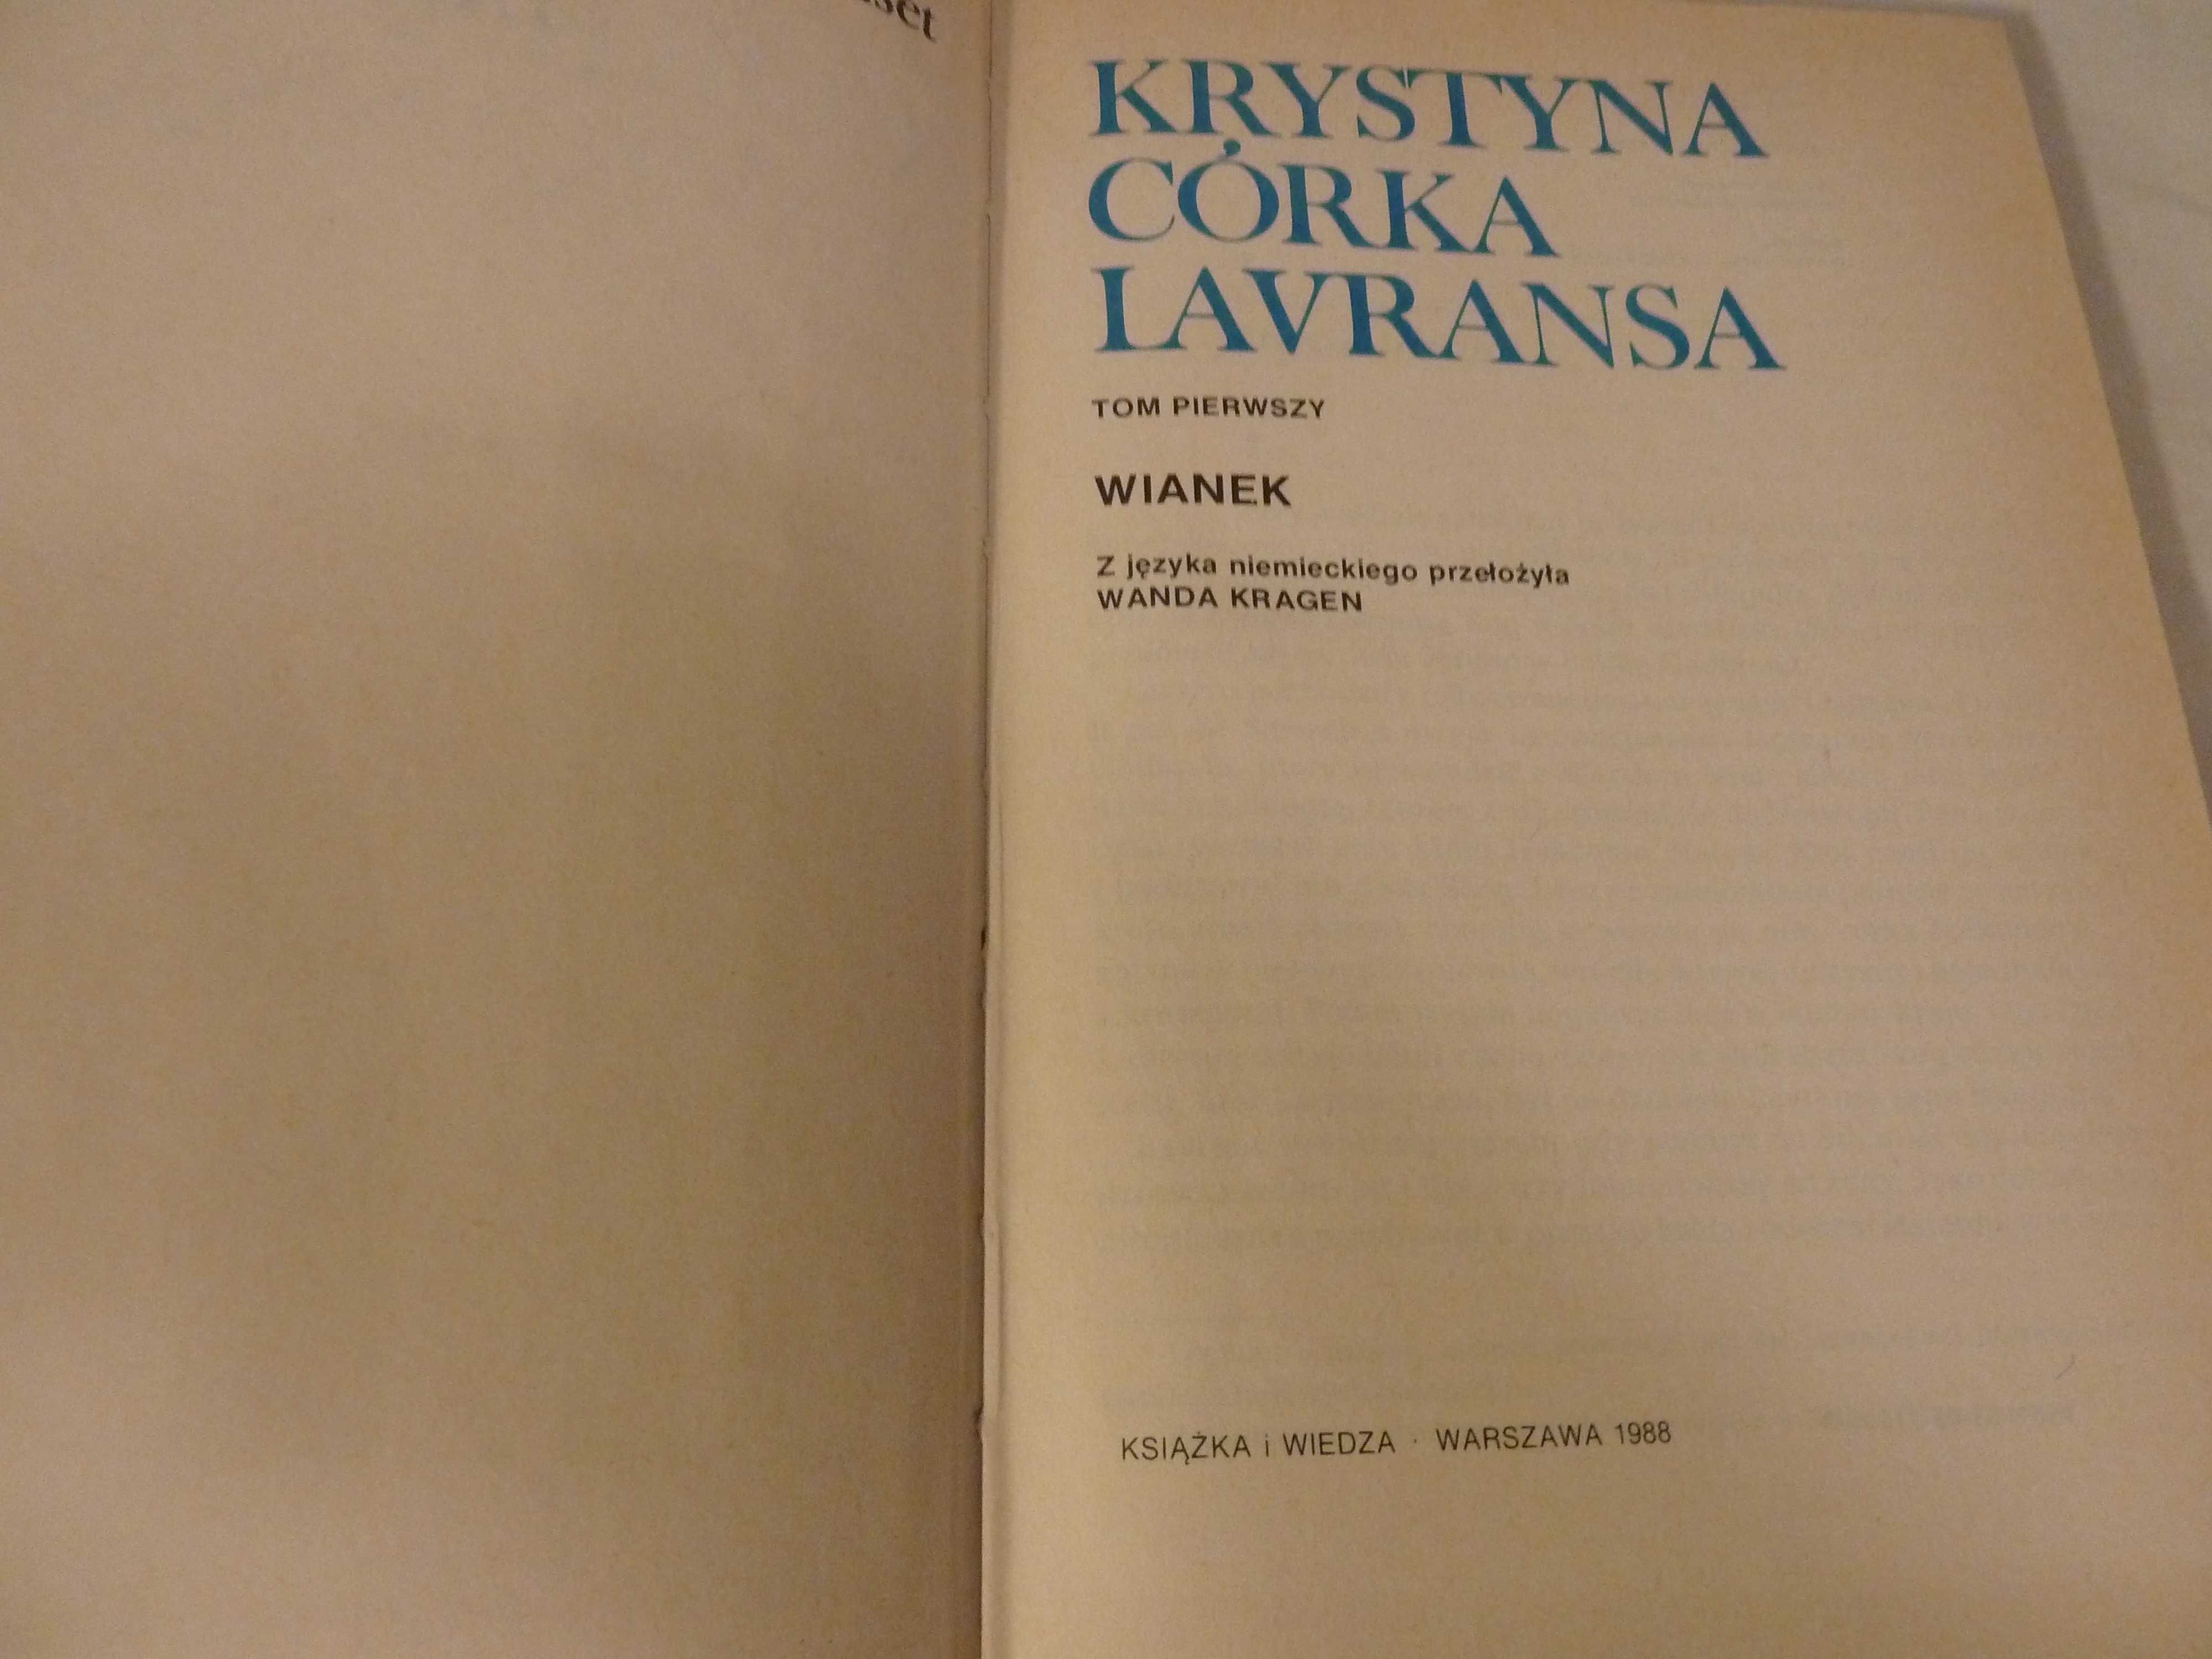 KRYSTYNA
CÓRKA
LAVRANSA
TOM PIERWSZY
WIANEK
Z języka niemieckiego przełożyła
WANDA KRAGEN
KSIĄŻKA i WIEDZA · WARSZAWA 1988